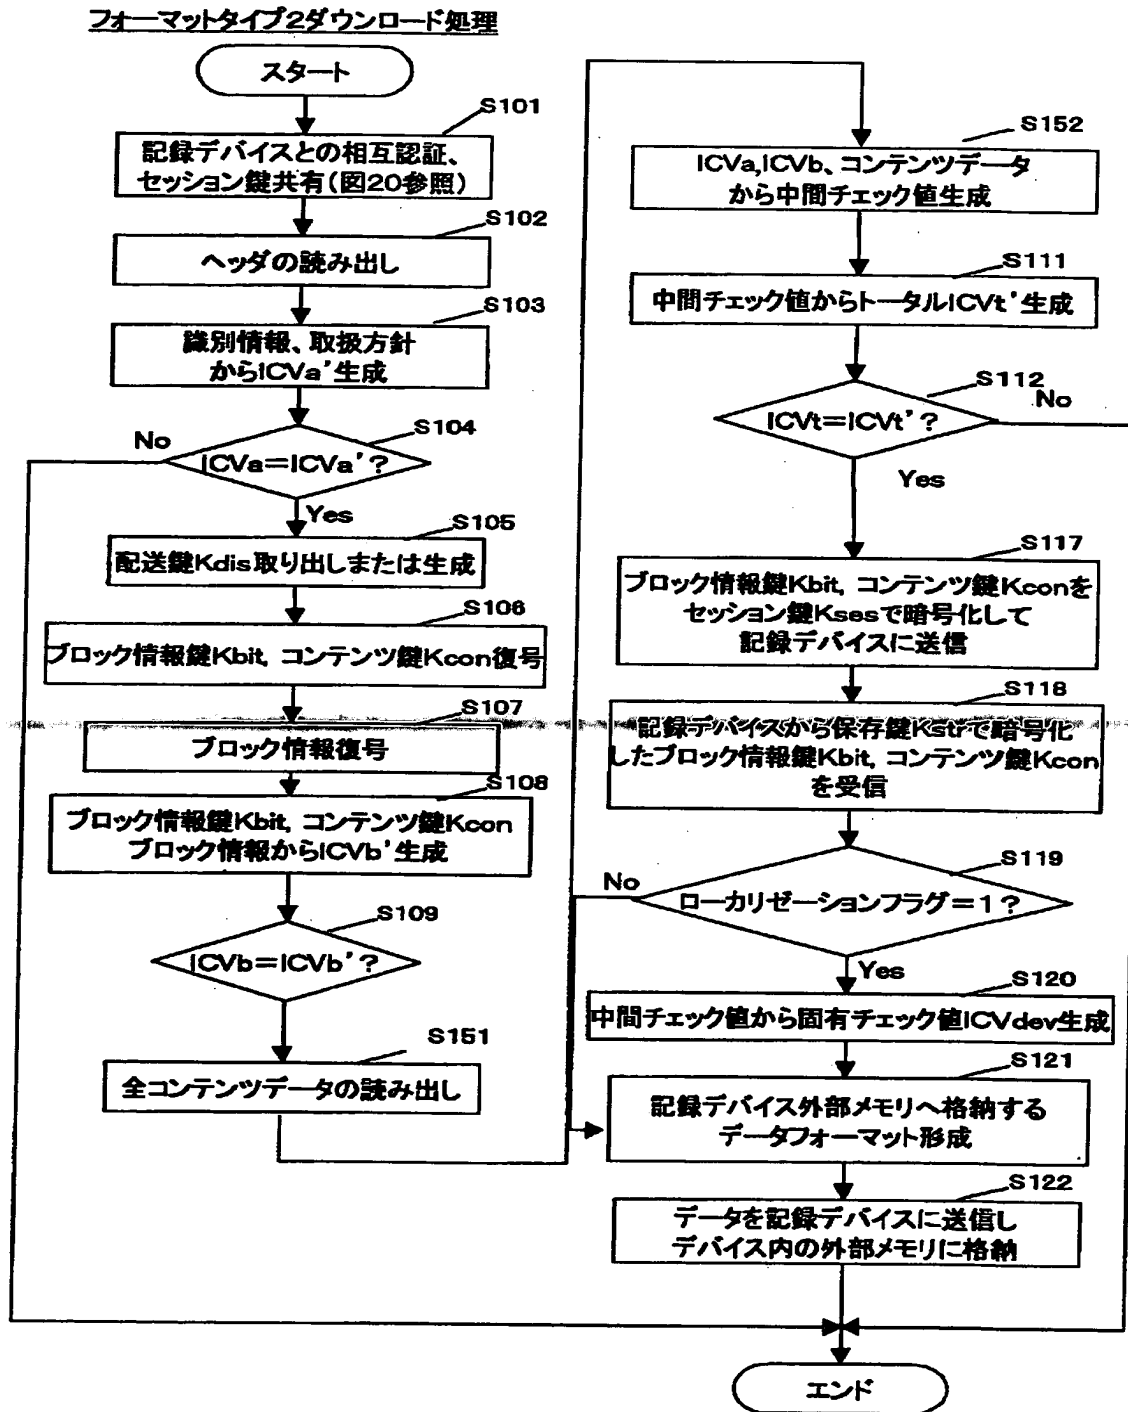 フォーマットタイプ2ダウンロード処理
スタート
S101
記録デバイスとの相互認証、
セッション鍵共有(図20参照)
S102
ヘッダの読み出し
S103
識別情報、取扱方針
からICVa'生成
S104
No
ICVa=ICVa'?
Yes
S105
配送鍵Kdis取り出しまたは生成
S106
ブロック情報鍵Kbit, コンテンツ鍵Kcon復号
S107
ブロック情報復号
S108
ブロック情報鍵Kbit, コンテンツ鍵Kcon
ブロック情報からICVb'生成
S109
ICVb=ICVb'?
S151
全コンテンツデータの読み出し
S152
ICVa,ICVb、コンテンツデータ
から中間チェック値生成
S111
中間チェック値からトータルICVt'生成
S112
No
ICVt=ICVt'?
Yes
S117
ブロック情報鍵Kbit, コンテンツ鍵Kconを
セッション鍵Ksesで暗号化して
記録デバイスに送信
S118
記録デバイスから保存鍵Kstrで暗号化
したブロック情報鍵Kbit, コンテンツ鍵Kcon
を受信
S119
No
ローカリゼーションフラグ=1?
Yes
S120
中間チェック値から固有チェック値ICVdev生成
S121
記録デバイス外部メモリへ格納する
データフォーマット形成
S122
データを記録デバイスに送信し
デバイス内の外部メモリに格納
エンド